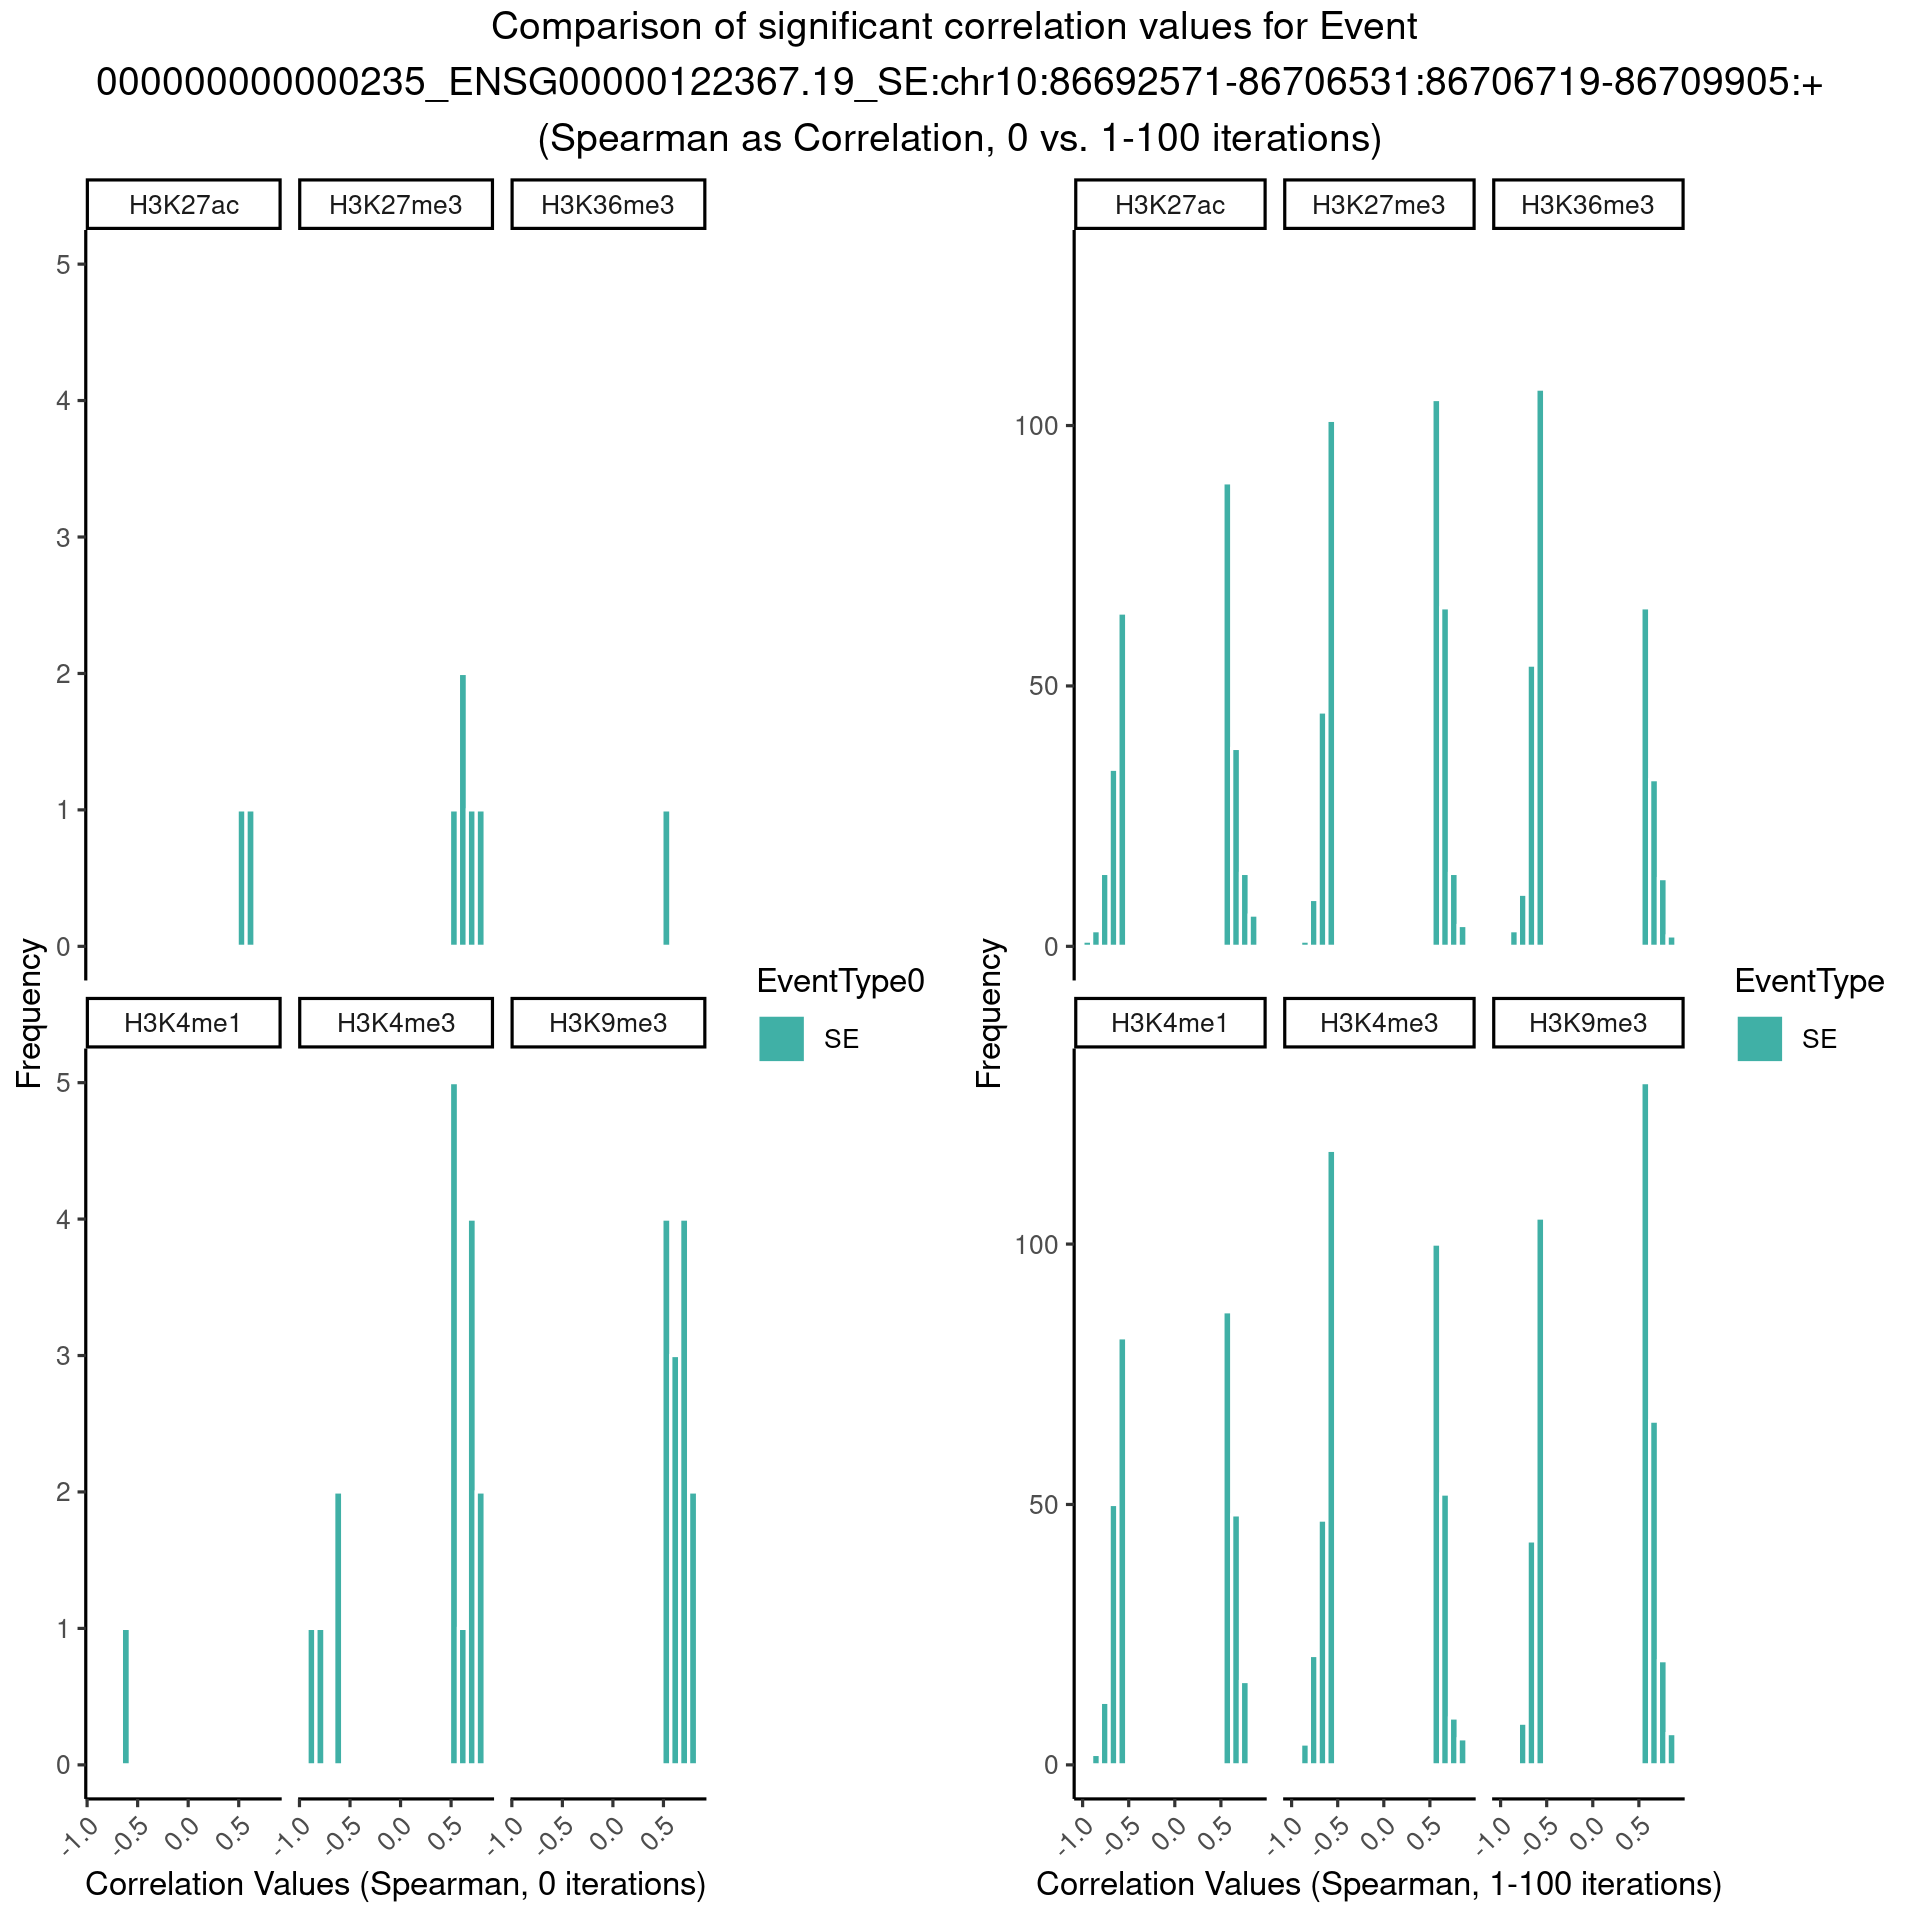 Comparison of significant correlation values for Event
000000000000235_ENSG00000122367.19_SE:chr10:86692571-86706531:86706719-86709905:+
(Spearman as Correlation, 0 vs. 1-100 iterations)
H3K27ac H3K27me3 H3K36me3
5
4
3
2
1
0
H3K4me1 H3K4me3 H3K9me3
5
4
3
2
1
0
Frequency
-1.0 -0.5 0.0 0.5 -1.0 -0.5 0.0 0.5 -1.0 -0.5 0.0 0.5
Correlation Values (Spearman, 0 iterations)
EventType0
SE
H3K27ac H3K27me3 H3K36me3
100
50
0
H3K4me1 H3K4me3 H3K9me3
100
50
0
Frequency
-1.0 -0.5 0.0 0.5 -1.0 -0.5 0.0 0.5 -1.0 -0.5 0.0 0.5
Correlation Values (Spearman, 1-100 iterations)
EventType
SE